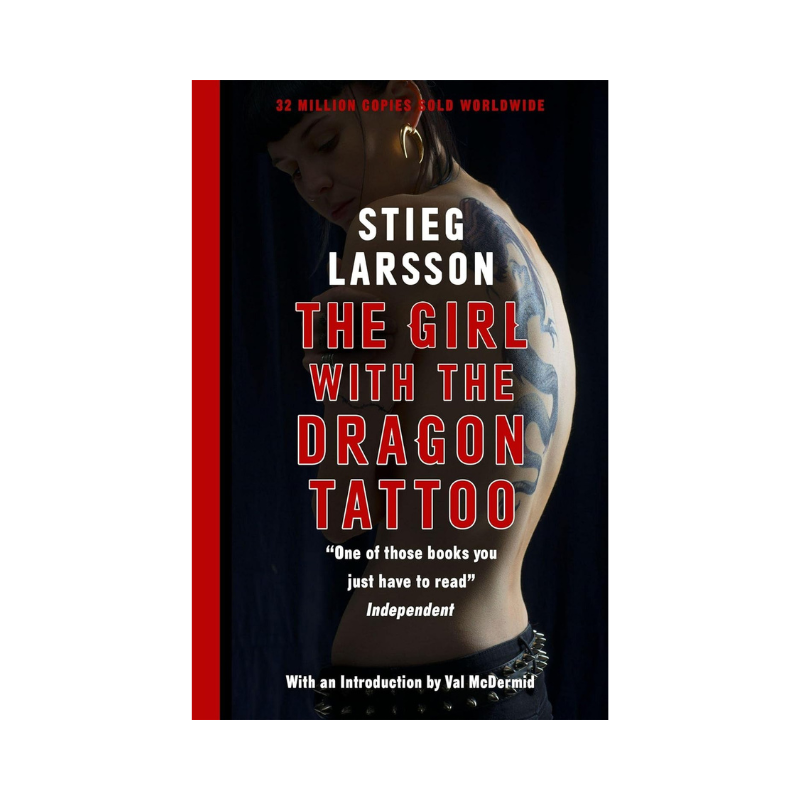 32 MILLION COPIES SOLD WORLDWIDE
STIEG
LARSSON
THE GIRL
WITH THE
DRAGON
TATTOO
“One of those books you
just have to read”
Independent
With an Introduction by Val McDermid